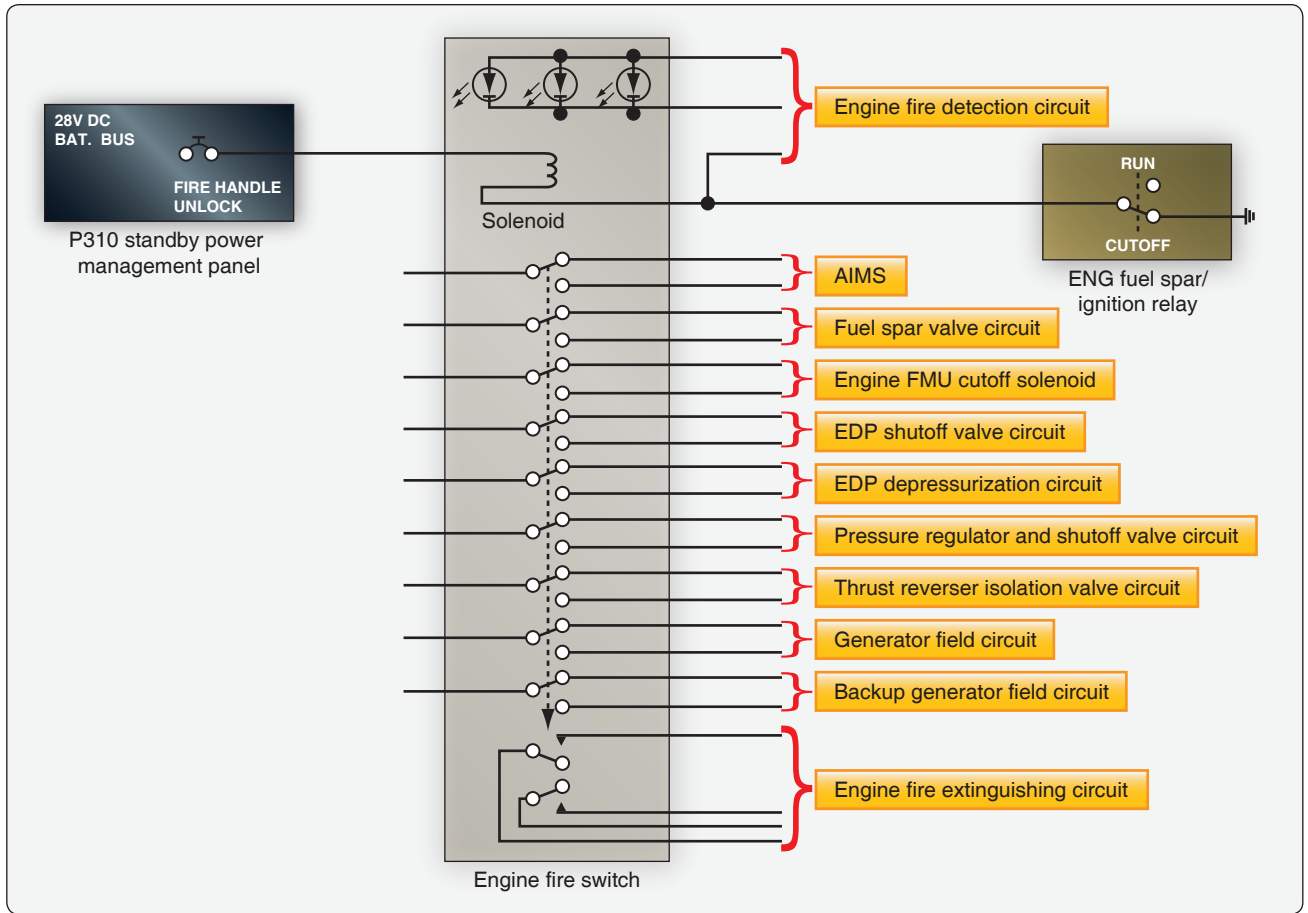 28V DC
BAT. BUS
FIRE HANDLE
UNLOCK
P310 standby power
management panel
Solenoid
Engine fire detection circuit
RUN
CUTOFF
ENG fuel spar/
ignition relay
AIMS
Fuel spar valve circuit
Engine FMU cutoff solenoid
EDP shutoff valve circuit
EDP depressurization circuit
Pressure regulator and shutoff valve circuit
Thrust reverser isolation valve circuit
Generator field circuit
Backup generator field circuit
Engine fire extinguishing circuit
Engine fire switch